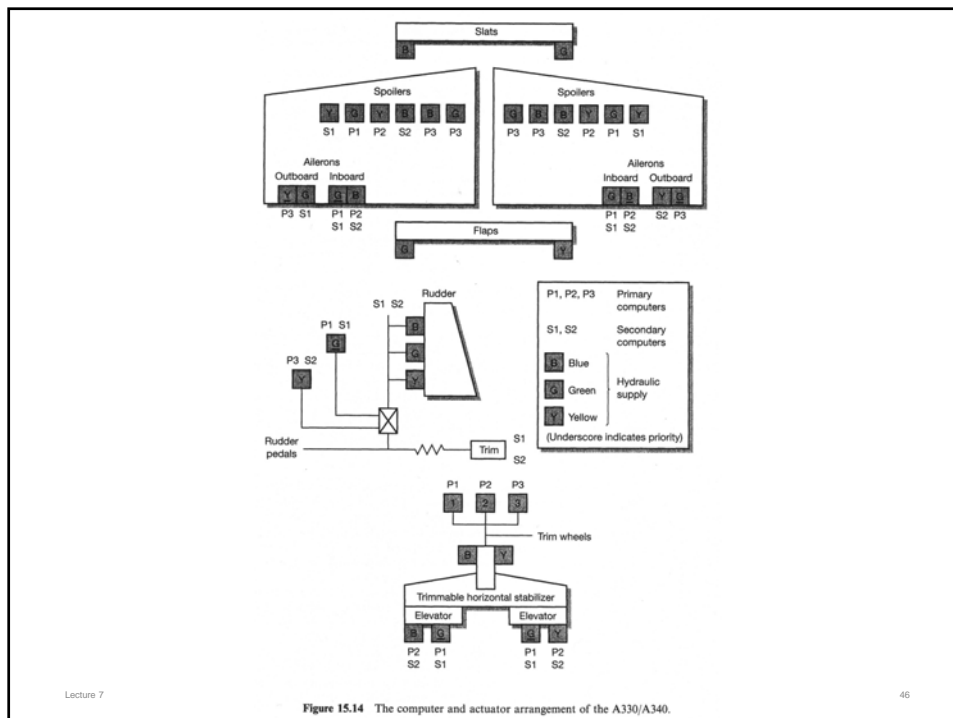 Slats
B G
Spoilers Spoilers
Y G Y B B G G B B Y G Y
S1 P1 P2 S2 P3 P3 P3 P3 S2 P2 P1 S1
Ailerons Ailerons
Outboard Inboard Inboard Outboard
Y G G B G B Y G
P3 S1 P1 P2 P1 P2 S2 P3
S1 S2 S1 S2
Flaps
G Y
S1 S2 Rudder
B
P1 S1
G
G
P3 S2
Y
Y
Rudder
pedals
Trim
S1
S2
P1, P2, P3 Primary
computers
S1, S2 Secondary
computers
B Blue
G Green
Y Yellow
Hydraulic
supply
(Underscore indicates priority)
P1 P2 P3
1 2 3
Trim wheels
B Y
Trimmable horizontal stabilizer
Elevator Elevator
B G G Y
P2 P1 P1 P2
S2 S1 S1 S2
Lecture 7
46
Figure 15.14 The computer and actuator arrangement of the A330/A340.